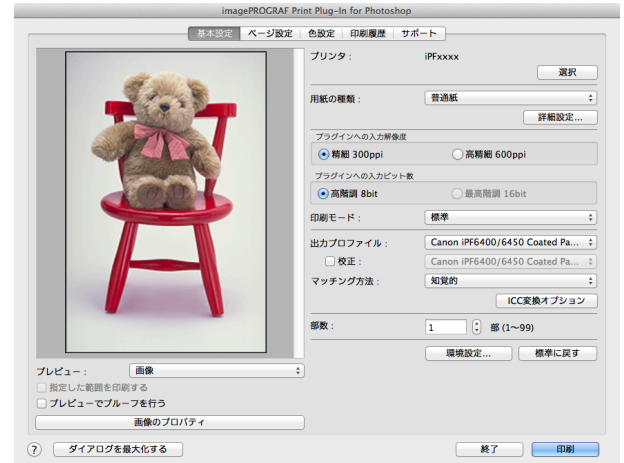 imagePROGRAF Print Plug-In for Photoshop
基本設定 ページ設定 色設定 印刷履歴 サポート
プリンタ： iPFxxxx
選択
用紙の種類： 普通紙
詳細設定...
プラグインへの入力解像度
精細 300ppi 高精細 600ppi
プラグインへの入力ビット数
高階調 8bit 最高階調 16bit
印刷モード： 標準
出力プロファイル： Canon iPF6400/6450 Coated Pa...
校正： Canon iPF6400/6450 Coated Pa...
マッチング方法： 知覚的
ICC変換オプション
部数： 1 部 (1〜99)
環境設定... 標準に戻す
プレビュー： 画像
指定した範囲を印刷する
プレビューでプルーフを行う
画像のプロパティ
? ダイアログを最大化する 終了 印刷